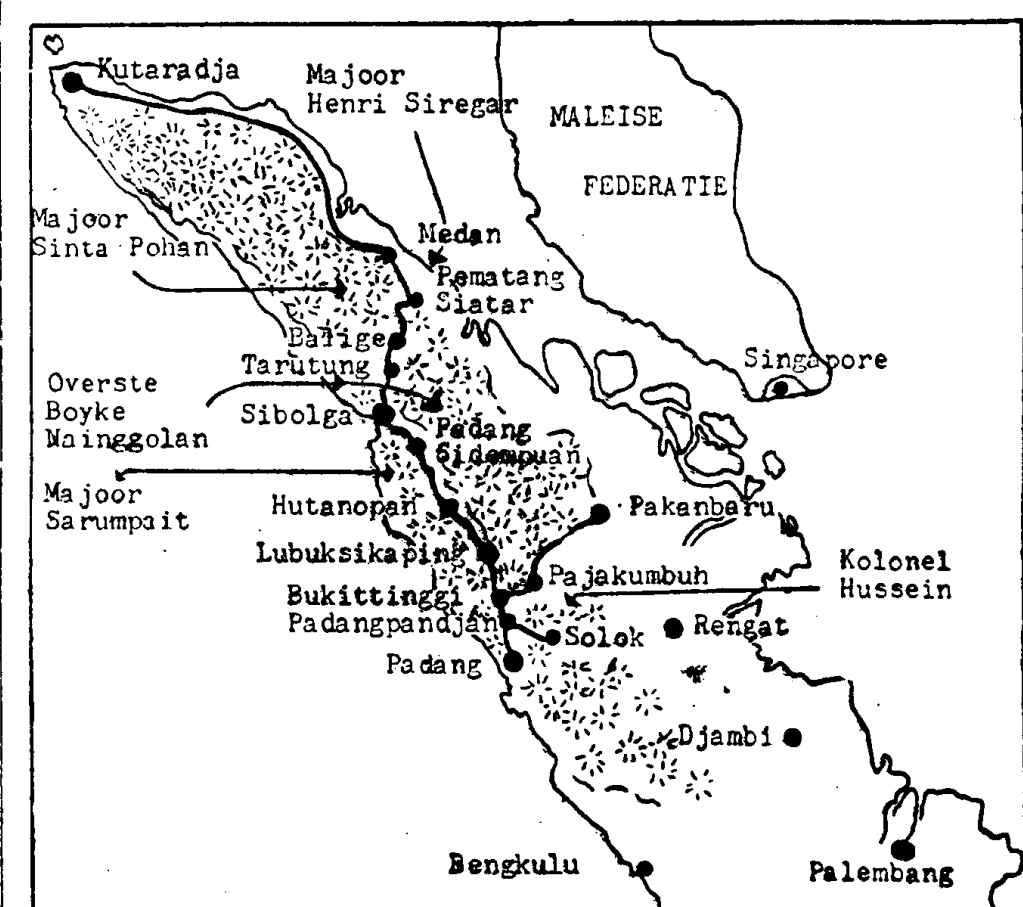 Kutaradja
Majoor
Henri Siregar
MALEISE
FEDERATIE
Majoor
Sinta Pohan
Medan
Pematang
Siatar
Balige
Tarutung
Singapore
Overste
Boyke
Nainggolan
Sibolga
Padang
Sidempuan
Majoor
Sarumpait
Hutanopan
Pakanbaru
Lubuksikaping
Kolonel
Hussein
Pajakumbuh
Bukittinggi
Padangpandjan
Solok
Rengat
Padang
Djambi
Bengkulu
Palembang